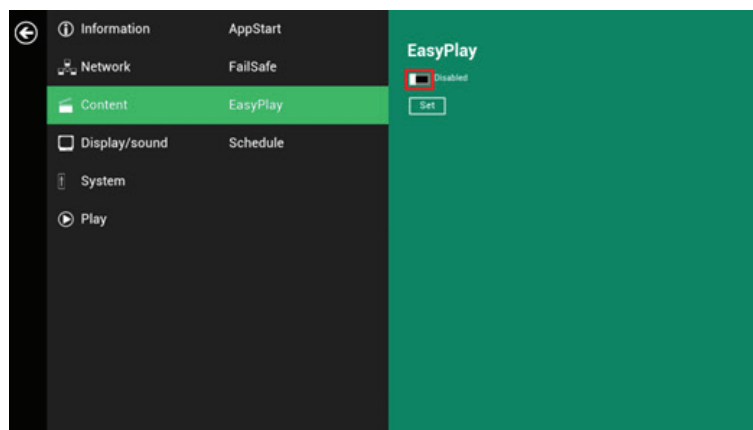 Information
AppStart
Network
FailSafe
Content
EasyPlay
Display/sound
Schedule
System
Play
EasyPlay
Disabled
Set